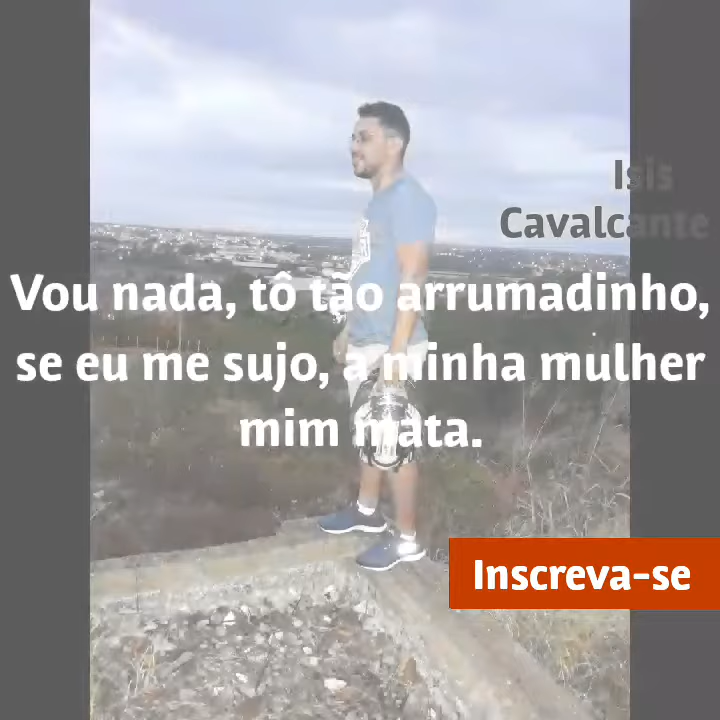 Isis
Cavalcante
Vou nada, tô tão arrumadinho,
se eu me sujo, a minha mulher
mim mata.
Inscreva-se